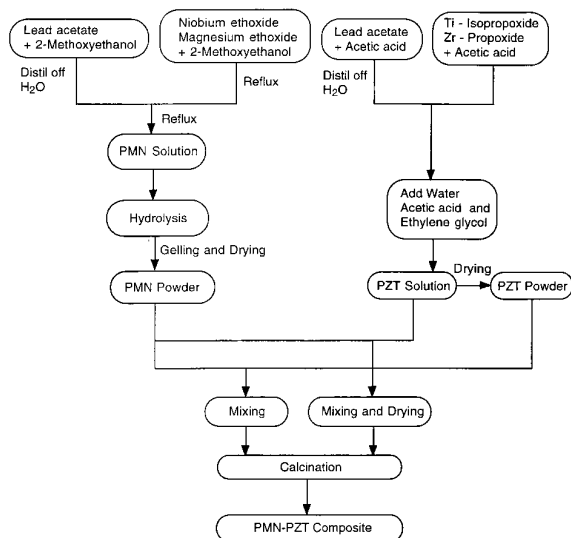 Lead acetate
+ 2-Methoxyethanol
Niobium ethoxide
Magnesium ethoxide
+ 2-Methoxyethanol
Lead acetate
+ Acetic acid
Ti - Isopropoxide
Zr - Propoxide
+ Acetic acid
Distil off
H₂O
Reflux
Distil off
H₂O
Reflux
PMN Solution
Add Water
Acetic acid and
Ethylene glycol
Hydrolysis
Gelling and Drying
Drying
PMN Powder
PZT Solution
PZT Powder
Mixing
Mixing and Drying
Calcination
PMN-PZT Composite